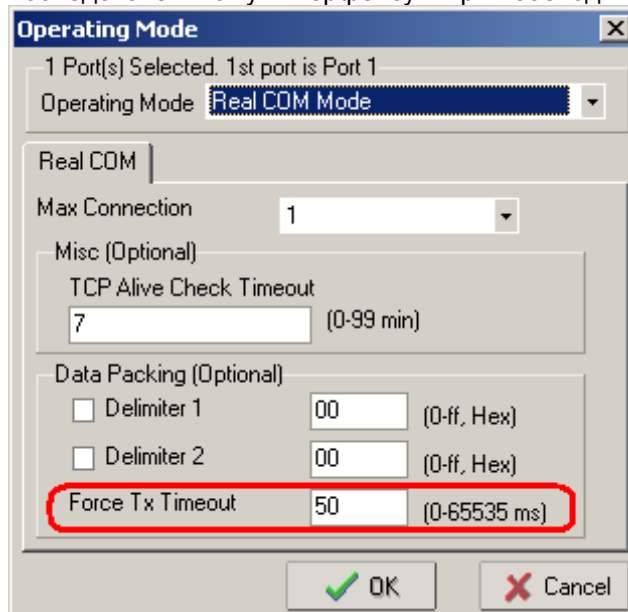 Operating Mode
1 Port(s) Selected. 1st port is Port 1
Operating Mode Real COM Mode
Real COM
Max Connection 1
Misc (Optional)
TCP Alive Check Timeout
7 (0-99 min)
Data Packing (Optional)
Delimiter 1 00 (0-ff, Hex)
Delimiter 2 00 (0-ff, Hex)
Force Tx Timeout 50 (0-65535 ms)
OK Cancel